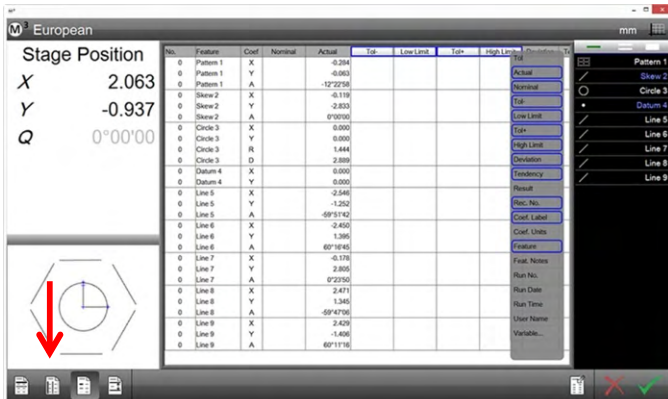 M³ European mm
Stage Position
X 2.063
Y -0.937
Q 0°00'00
No. Feature Coef Nominal Actual Tol- Low Limit Tol+ High Limit
0 Pattern 1 X -0.284
0 Pattern 1 Y -0.063
0 Pattern 1 A -12°22'58
0 Skew 2 X -0.119
0 Skew 2 Y -2.833
0 Skew 2 A 0°00'00
0 Circle 3 X 0.000
0 Circle 3 Y 0.000
0 Circle 3 R 1.444
0 Circle 3 D 2.889
0 Datum 4 X 0.000
0 Datum 4 Y 0.000
0 Line 5 X -2.546
0 Line 5 Y -1.252
0 Line 5 A -59°51'42
0 Line 6 X -2.450
0 Line 6 Y 1.395
0 Line 6 A 60°16'45
0 Line 7 X -0.178
0 Line 7 Y 2.805
0 Line 7 A 0°23'50
0 Line 8 X 2.471
0 Line 8 Y 1.345
0 Line 8 A -59°47'06
0 Line 9 X 2.429
0 Line 9 Y -1.406
0 Line 9 A 60°11'16
Tol
Actual
Nominal
Tol-
Low Limit
Tol+
High Limit
Deviation
Tendency
Result
Rec. No.
Coef. Label
Coef. Units
Feature
Feat. Notes
Run No.
Run Date
Run Time
User Name
Variable...
Pattern 1
Skew 2
Circle 3
Datum 4
Line 5
Line 6
Line 7
Line 8
Line 9